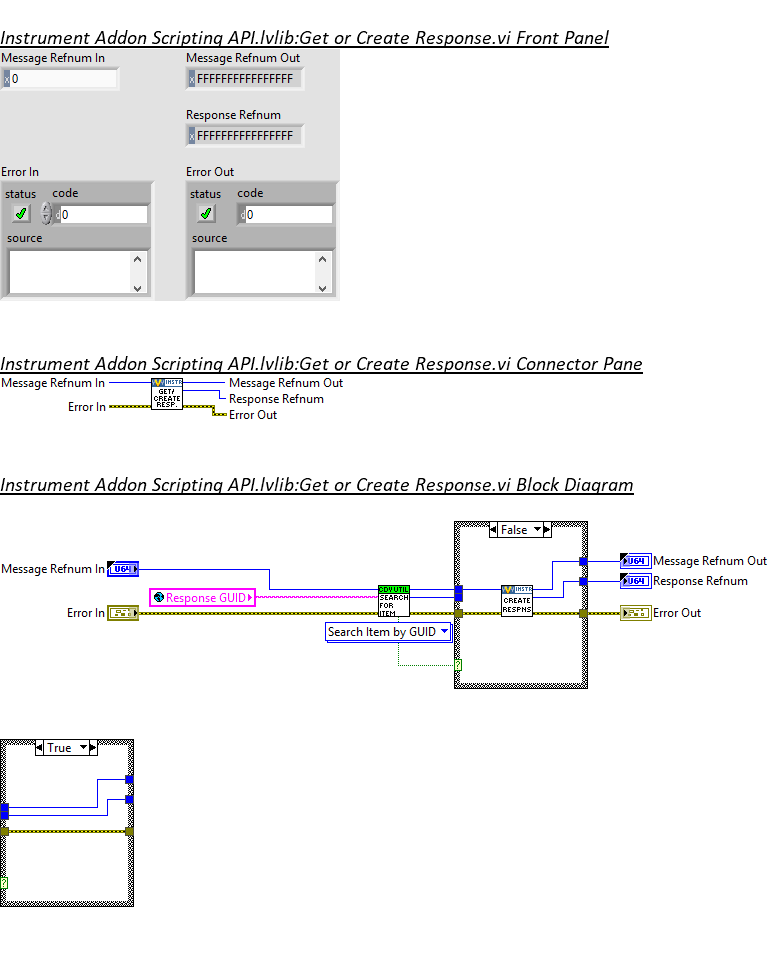 Instrument Addon Scripting API.lvlib:Get or Create Response.vi Front Panel
Message Refnum In
Message Refnum Out
x 0
x FFFFFFFFFFFFFFFF
Response Refnum
x FFFFFFFFFFFFFFFF
Error In
Error Out
status code
status code
d 0
d 0
source
source
Instrument Addon Scripting API.lvlib:Get or Create Response.vi Connector Pane
Message Refnum In
INSTR
GET/
CREATE
RESP.
Message Refnum Out
Response Refnum
Error In
Error Out
Instrument Addon Scripting API.lvlib:Get or Create Response.vi Block Diagram
False
Message Refnum In
U64
Response GUID
CDVUTIL
SEARCH
FOR
ITEM
INSTR
CREATE
RESPNS
U64
Message Refnum Out
U64
Response Refnum
Error In
Error Out
Search Item by GUID
?
True
?